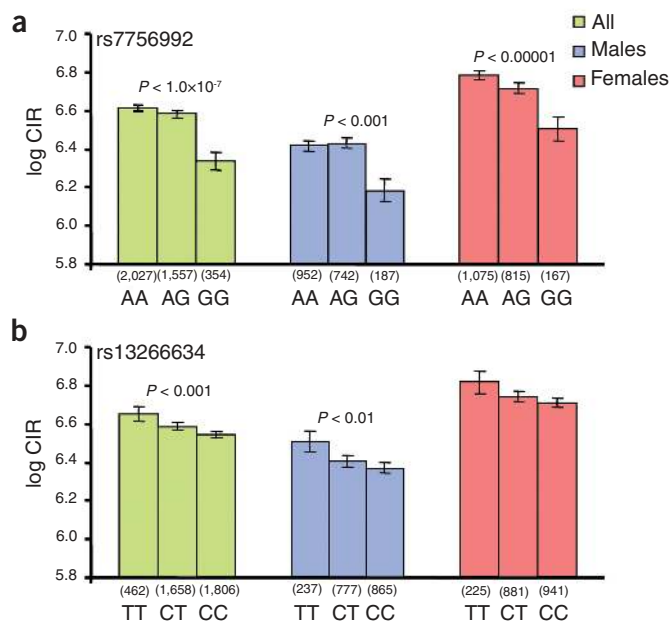 a
rs7756992
All
Males
Females
log CIR
7.0
6.8
6.6
6.4
6.2
6.0
5.8
P < 1.0×10⁻⁷
P < 0.001
P < 0.00001
(2,027) (1,557) (354) (952) (742) (187) (1,075) (815) (167)
AA AG GG AA AG GG AA AG GG
b
rs13266634
log CIR
7.0
6.8
6.6
6.4
6.2
6.0
5.8
P < 0.001
P < 0.01
(462) (1,658) (1,806) (237) (777) (865) (225) (881) (941)
TT CT CC TT CT CC TT CT CC